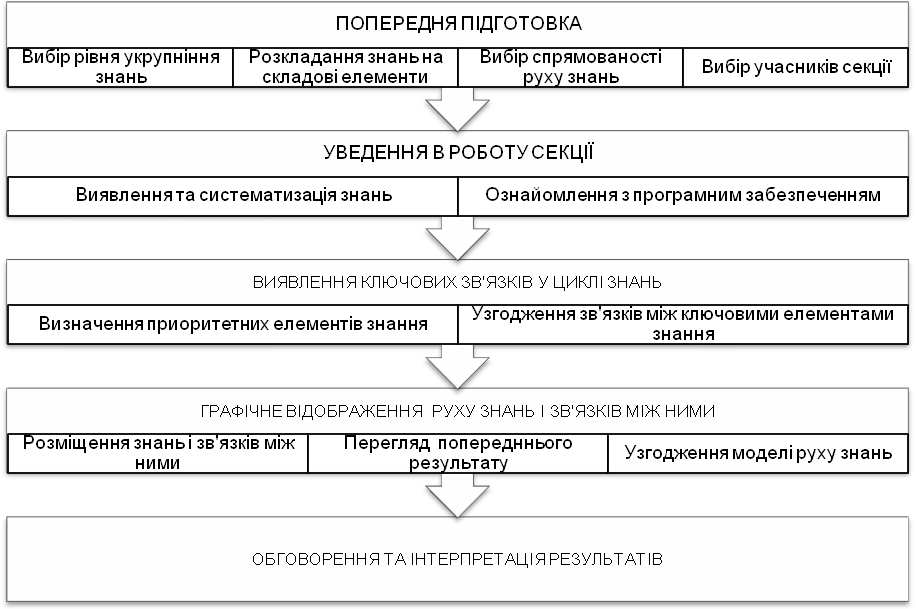 ПОПЕРЕДНЯ ПІДГОТОВКА
Вибір рівня укрупніння
знань
Розкладання знань на
складові елементи
Вибір спрямованості
руху знань
Вибір учасників секції
УВЕДЕННЯ В РОБОТУ СЕКЦІЇ
Виявлення та систематизація знань
Ознайомлення з програмним забезпеченням
ВИЯВЛЕННЯ КЛЮЧОВИХ ЗВ'ЯЗКІВ У ЦИКЛІ ЗНАНЬ
Визначення приоритетних елементів знання
Узгодження зв'язків між ключовими елементами
знання
ГРАФІЧНЕ ВІДОБРАЖЕННЯ РУХУ ЗНАНЬ І ЗВ'ЯЗКІВ МІЖ НИМИ
Розміщення знань і зв'язків між
ними
Перегляд попередннього
результату
Узгодження моделі руху знань
ОБГОВОРЕННЯ ТА ІНТЕРПРЕТАЦІЯ РЕЗУЛЬТАТІВ